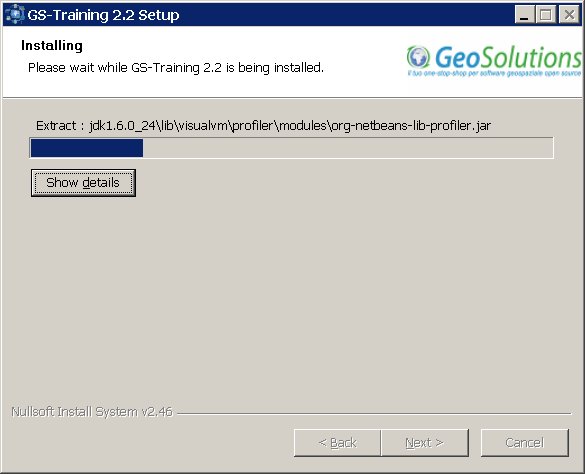 GS-Training 2.2 Setup
Installing
Please wait while GS-Training 2.2 is being installed.
GeoSolutions
Il tuo one-stop-shop per software geospaziale open source
Extract : jdk1.6.0_24\lib\visualvm\profiler\modules\org-netbeans-lib-profiler.jar
Show details
Nullsoft Install System v2.46
< Back
Next >
Cancel